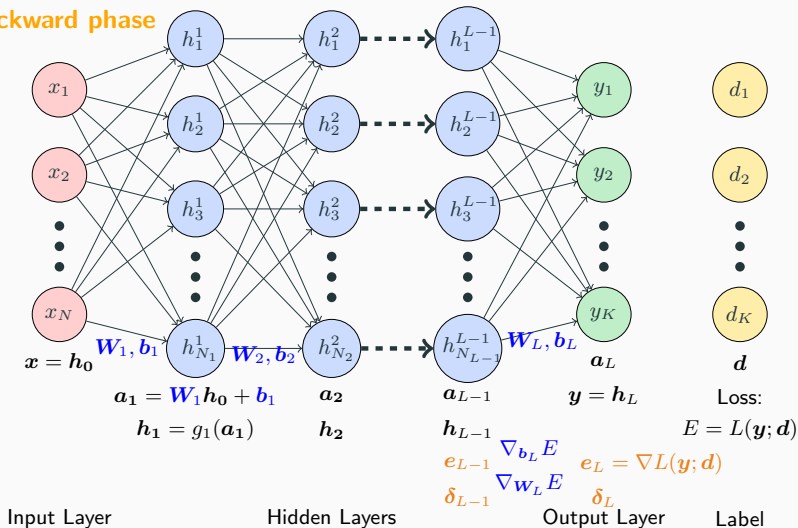 ckward phase
h_1^1 h_1^2 h_1^{L-1}
x_1 y_1 d_1
h_2^1 h_2^2 h_2^{L-1}
x_2 y_2 d_2
h_3^1 h_3^2 h_3^{L-1}
x_N y_K d_K
h_{N_1}^1 h_{N_2}^2 h_{N_{L-1}}^{L-1}
W_1, b_1 W_2, b_2 W_L, b_L
x = h_0 a_L d
a_1 = W_1 h_0 + b_1 a_2 a_{L-1} y = h_L Loss:
h_1 = g_1(a_1) h_2 h_{L-1} E = L(y; d)
e_{L-1} ∇_{b_L} E e_L = ∇L(y; d)
δ_{L-1} ∇_{W_L} E δ_L
Input Layer Hidden Layers Output Layer Label